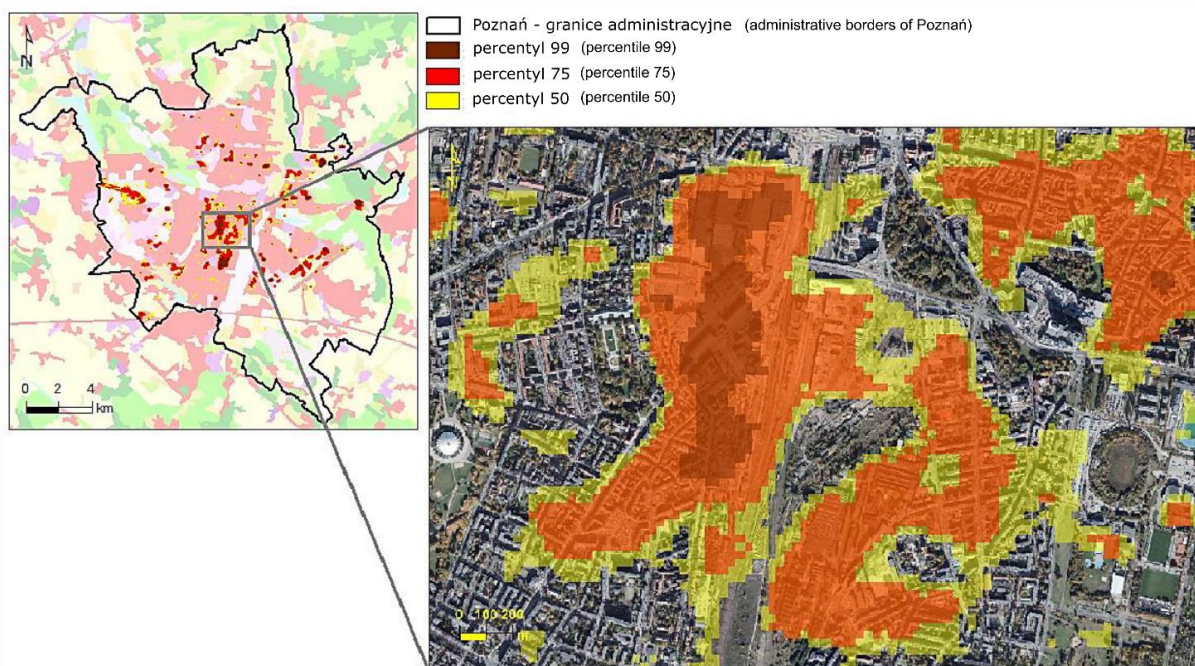 Poznań - granice administracyjne (administrative borders of Poznań)
percentyl 99 (percentile 99)
percentyl 75 (percentile 75)
percentyl 50 (percentile 50)
N
0 2 4
km
0 100 200
m